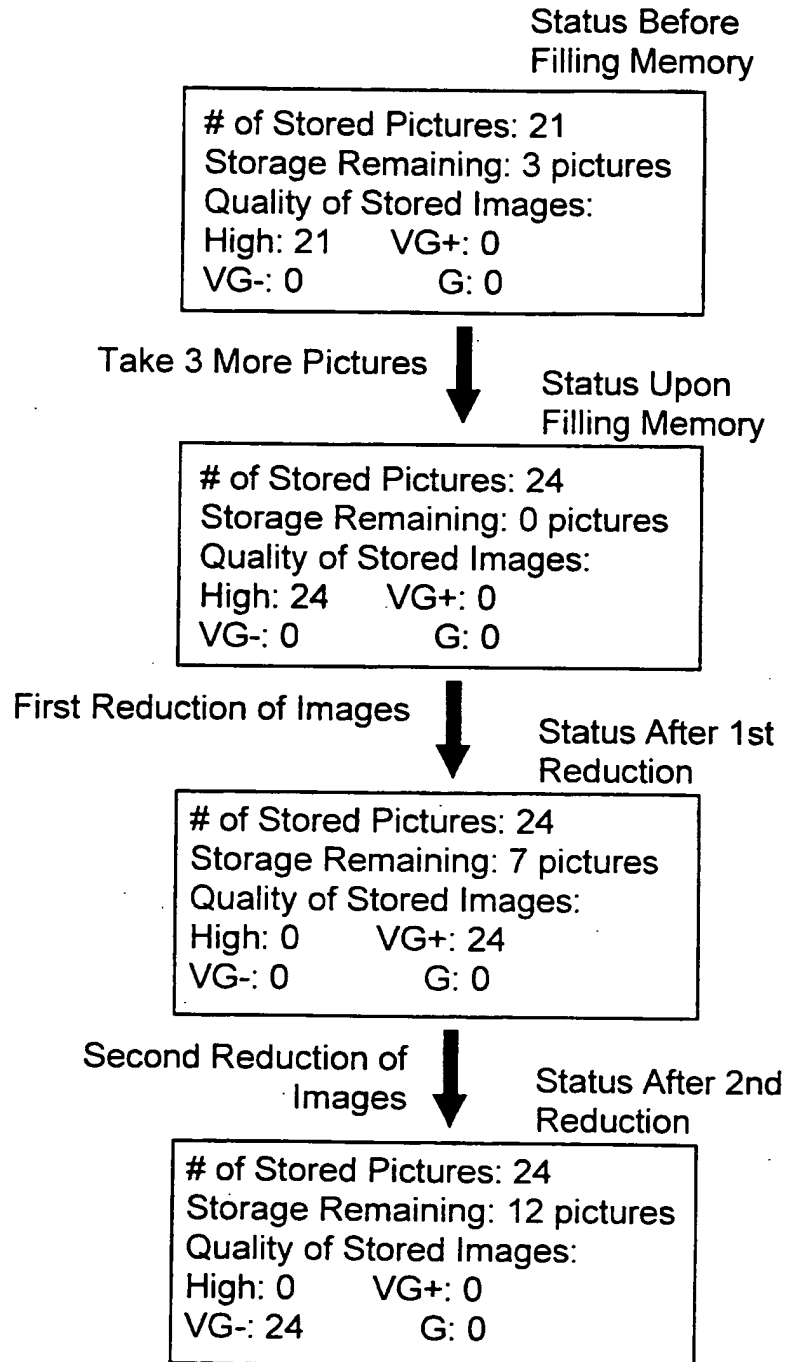 Status Before
Filling Memory
# of Stored Pictures: 21
Storage Remaining: 3 pictures
Quality of Stored Images:
High: 21 VG+: 0
VG-: 0 G: 0
Take 3 More Pictures
Status Upon
Filling Memory
# of Stored Pictures: 24
Storage Remaining: 0 pictures
Quality of Stored Images:
High: 24 VG+: 0
VG-: 0 G: 0
First Reduction of Images
Status After 1st
Reduction
# of Stored Pictures: 24
Storage Remaining: 7 pictures
Quality of Stored Images:
High: 0 VG+: 24
VG-: 0 G: 0
Second Reduction of
Images
Status After 2nd
Reduction
# of Stored Pictures: 24
Storage Remaining: 12 pictures
Quality of Stored Images:
High: 0 VG+: 0
VG-: 24 G: 0